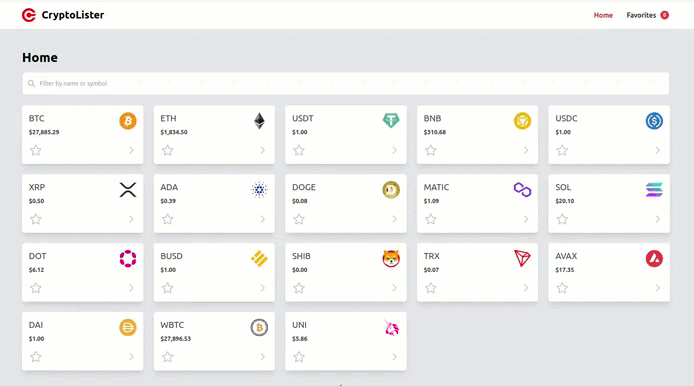 CryptoLister
Home
Favorites
0
Home
Filter by name or symbol
BTC
$27,885.29
ETH
$1,834.50
USDT
$1.00
BNB
$310.68
USDC
$1.00
XRP
$0.50
ADA
$0.39
DOGE
$0.08
MATIC
$1.09
SOL
$20.10
DOT
$6.12
BUSD
$1.00
SHIB
$0.00
TRX
$0.07
AVAX
$17.35
DAI
$1.00
WBTC
$27,896.53
UNI
$5.86